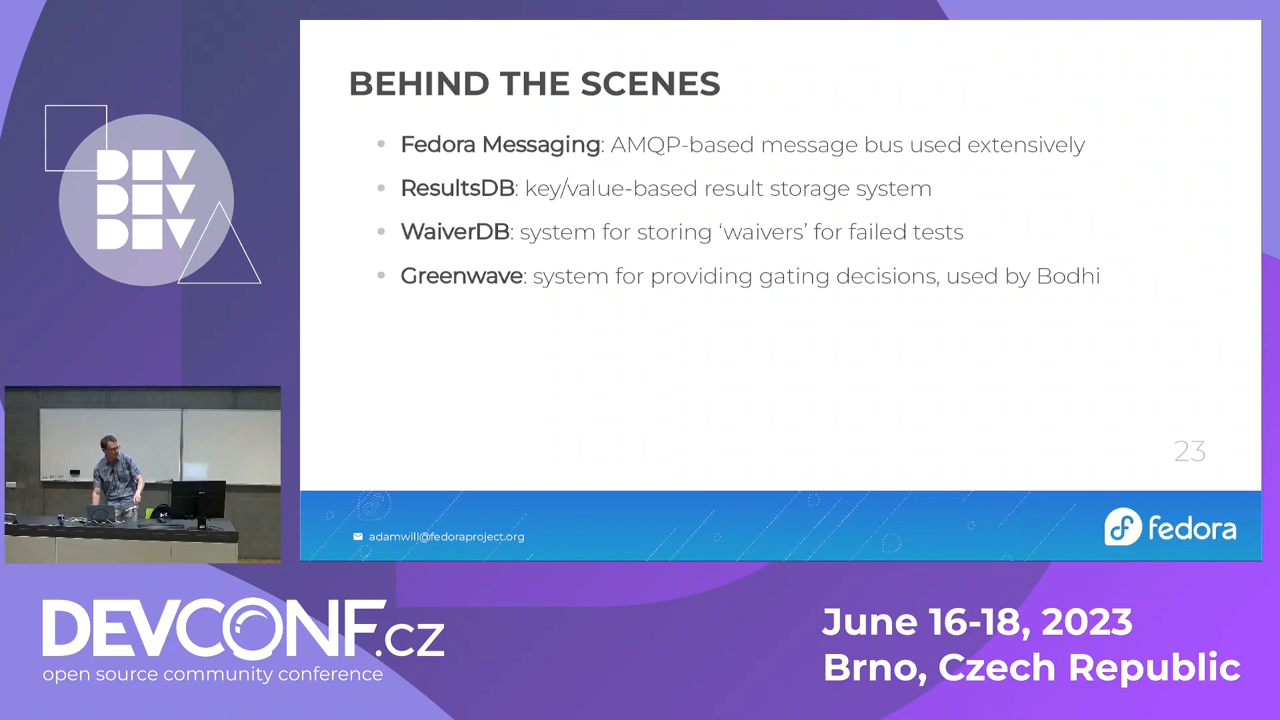 BEHIND THE SCENES
Fedora Messaging: AMQP-based message bus used extensively
ResultsDB: key/value-based result storage system
WaiverDB: system for storing ‘waivers’ for failed tests
Greenwave: system for providing gating decisions, used by Bodhi
23
adamwill@fedoraproject.org
fedora
DEV
DEV
DEV
DEVCONF.cz
open source community conference
June 16-18, 2023
Brno, Czech Republic